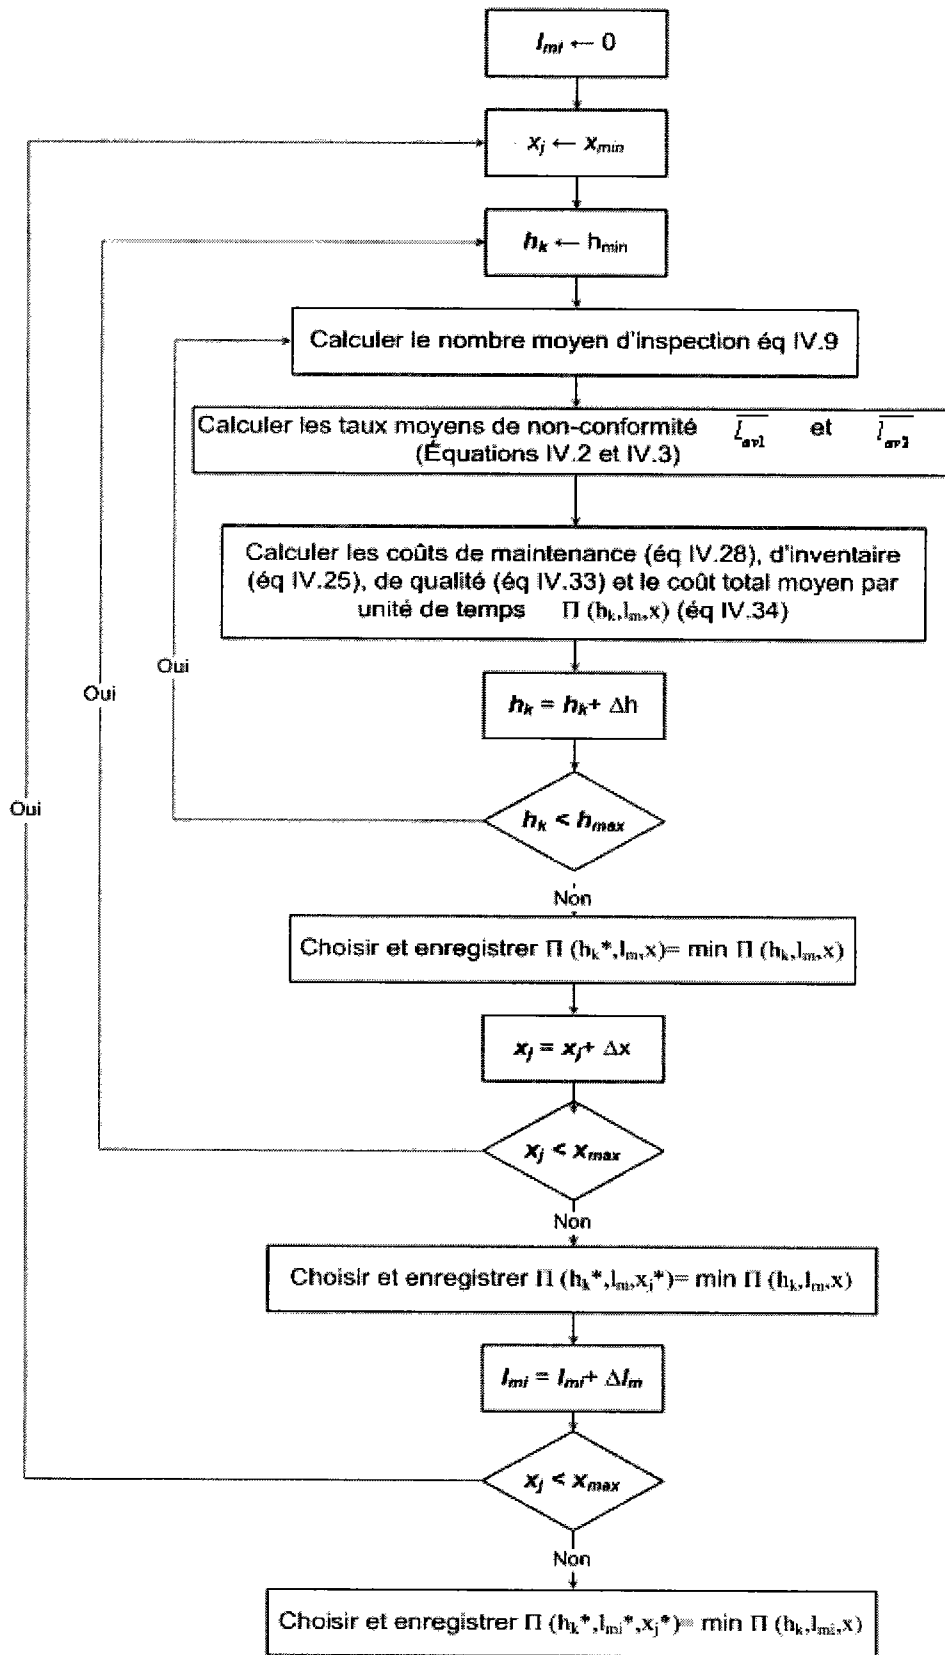 l_mi ← 0
x_j ← x_min
h_k ← h_min
Calculer le nombre moyen d'inspection éq IV.9
Calculer les taux moyens de non-conformité l_av1 et l_av2
(Équations IV.2 et IV.3)
Calculer les coûts de maintenance (éq IV.28), d'inventaire
(éq IV.25), de qualité (éq IV.33) et le coût total moyen par
unité de temps Π (h_k,l_m,x) (éq IV.34)
Oui
h_k = h_k+ Δh
Oui
Oui
h_k < h_max
Non
Choisir et enregistrer Π (h_k*,l_m,x)= min Π (h_k,l_m,x)
x_j = x_j+ Δx
x_j < x_max
Non
Choisir et enregistrer Π (h_k*,l_m,x_j*)= min Π (h_k,l_m,x)
l_mi = l_mi+ Δl_m
x_j < x_max
Non
Choisir et enregistrer Π (h_k*,l_mi*,x_j*)= min Π (h_k,l_mi,x)